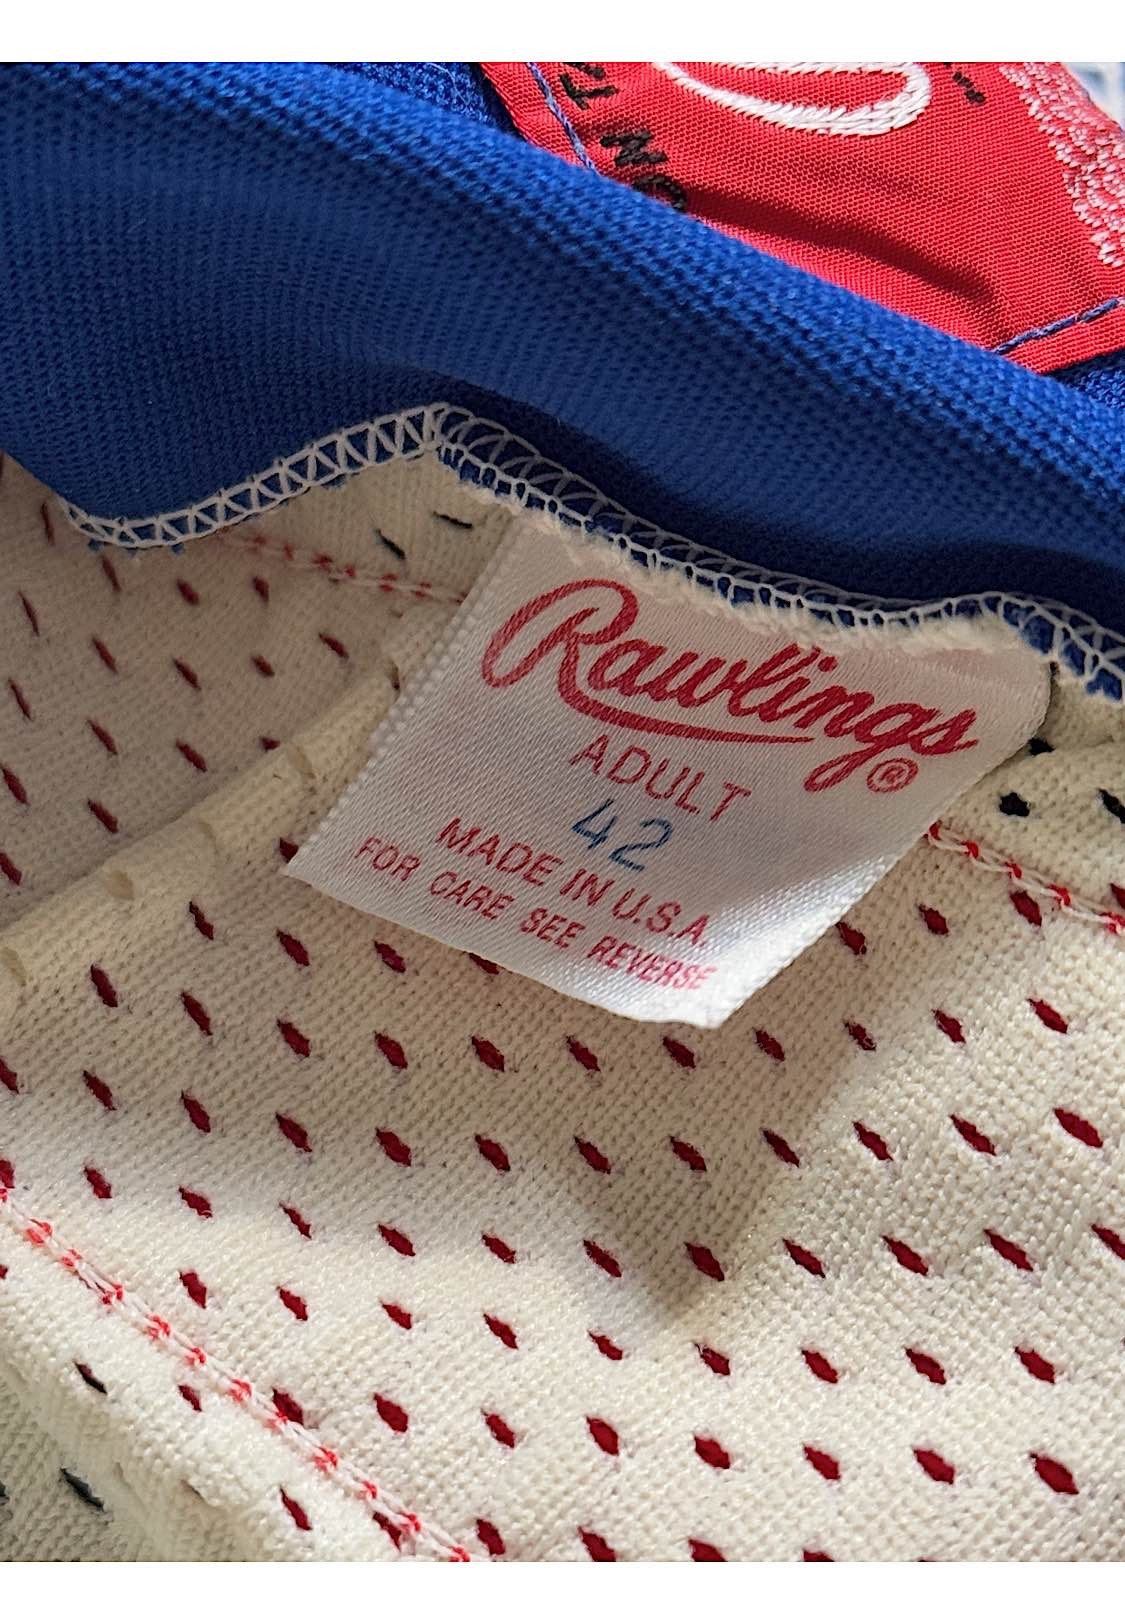 Rawlings®
ADULT
42
MADE IN U.S.A.
FOR CARE SEE REVERSE